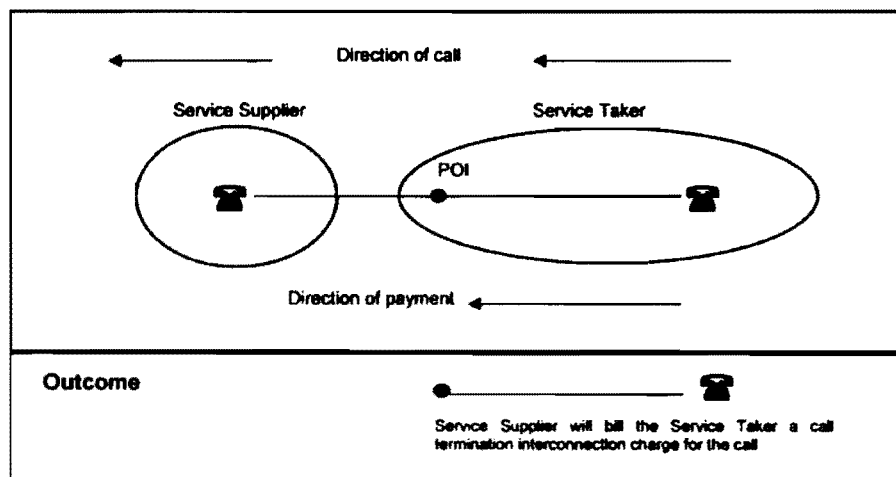 Direction of call
Service Supplier
Service Taker
POI
Direction of payment
Outcome
Service Supplier will bill the Service Taker a call
termination interconnection charge for the call